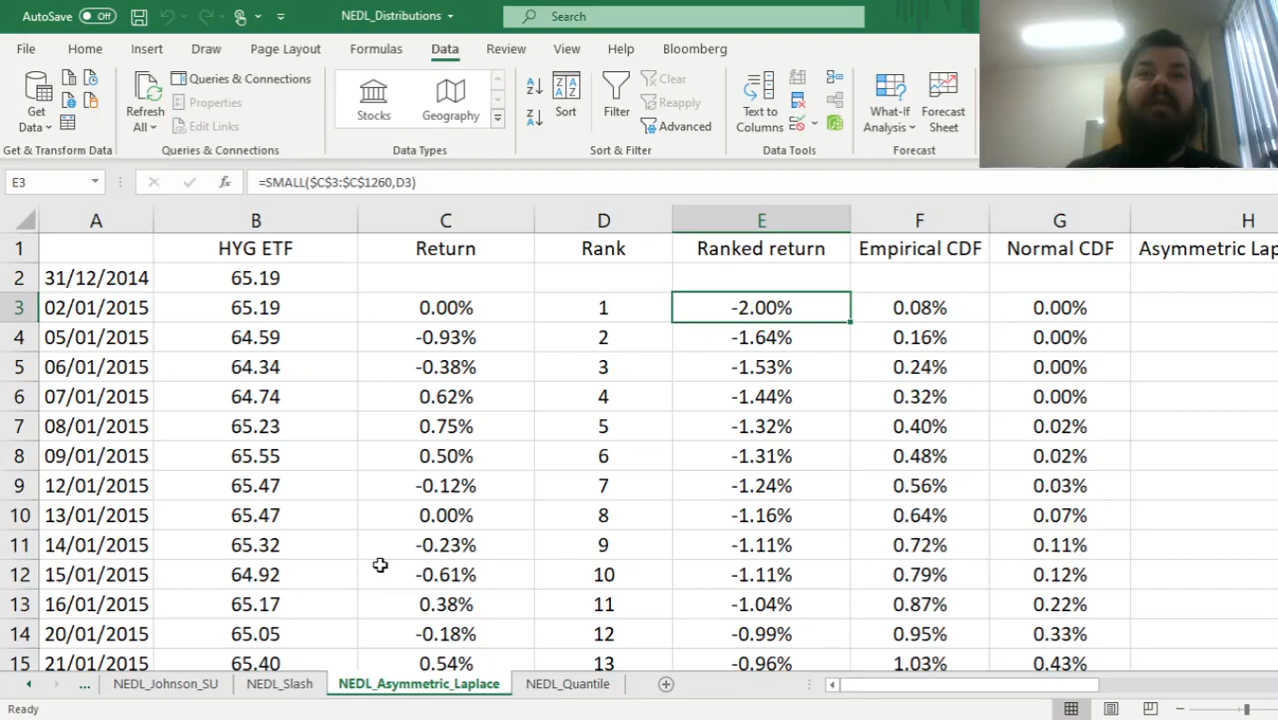 AutoSave Off NEDL_Distributions Search
File Home Insert Draw Page Layout Formulas Data Review View Help Bloomberg
Get Data
Refresh All
Queries & Connections
Properties
Edit Links
Stocks
Geography
Sort
Filter
Clear
Reapply
Advanced
Text to Columns
What-If Analysis
Forecast Sheet
Get & Transform Data Queries & Connections Data Types Sort & Filter Data Tools Forecast
E3 fx =SMALL($C$3:$C$1260,D3)
A B C D E F G H
1 HYG ETF Return Rank Ranked return Empirical CDF Normal CDF Asymmetric Lap
2 31/12/2014 65.19
3 02/01/2015 65.19 0.00% 1 -2.00% 0.08% 0.00%
4 05/01/2015 64.59 -0.93% 2 -1.64% 0.16% 0.00%
5 06/01/2015 64.34 -0.38% 3 -1.53% 0.24% 0.00%
6 07/01/2015 64.74 0.62% 4 -1.44% 0.32% 0.00%
7 08/01/2015 65.23 0.75% 5 -1.32% 0.40% 0.02%
8 09/01/2015 65.55 0.50% 6 -1.31% 0.48% 0.02%
9 12/01/2015 65.47 -0.12% 7 -1.24% 0.56% 0.03%
10 13/01/2015 65.47 0.00% 8 -1.16% 0.64% 0.07%
11 14/01/2015 65.32 -0.23% 9 -1.11% 0.72% 0.11%
12 15/01/2015 64.92 -0.61% 10 -1.11% 0.79% 0.12%
13 16/01/2015 65.17 0.38% 11 -1.04% 0.87% 0.22%
14 20/01/2015 65.05 -0.18% 12 -0.99% 0.95% 0.33%
15 21/01/2015 65.40 0.54% 13 -0.96% 1.03% 0.43%
... NEDL_Johnson_SU NEDL_Slash NEDL_Asymmetric_Laplace NEDL_Quantile
Ready